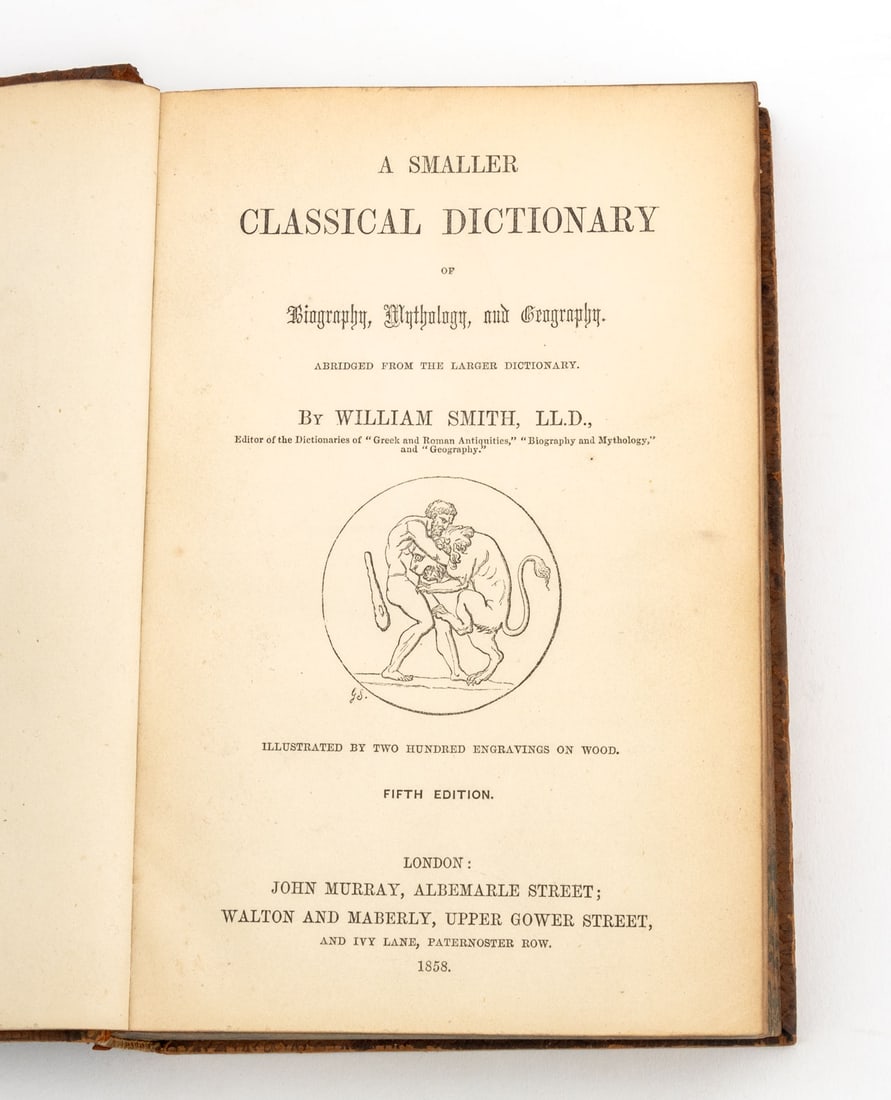 A SMALLER
CLASSICAL DICTIONARY
OF
Biography, Mythology, and Geography.
ABRIDGED FROM THE LARGER DICTIONARY.
BY WILLIAM SMITH, LL.D.,
Editor of the Dictionaries of “Greek and Roman Antiquities,” “Biography and Mythology,”
and “Geography.”
GS.
ILLUSTRATED BY TWO HUNDRED ENGRAVINGS ON WOOD.
FIFTH EDITION.
LONDON:
JOHN MURRAY, ALBEMARLE STREET;
WALTON AND MABERLY, UPPER GOWER STREET,
AND IVY LANE, PATERNOSTER ROW.
1858.